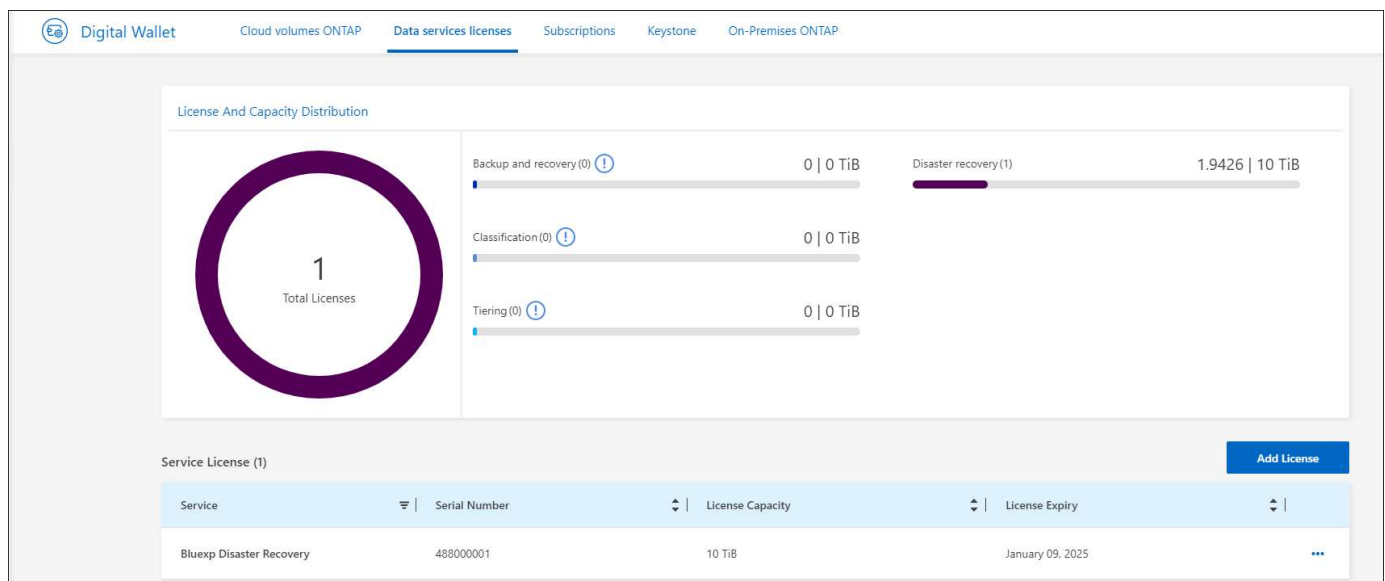 Digital Wallet Cloud volumes ONTAP Data services licenses Subscriptions Keystone On-Premises ONTAP
License And Capacity Distribution
Backup and recovery (0) 0 | 0 TiB Disaster recovery (1) 1.9426 | 10 TiB
Classification (0) 0 | 0 TiB
1
Total Licenses
Tiering (0) 0 | 0 TiB
Service License (1) Add License
Service Serial Number License Capacity License Expiry
Bluexp Disaster Recovery 488000001 10 TiB January 09, 2025